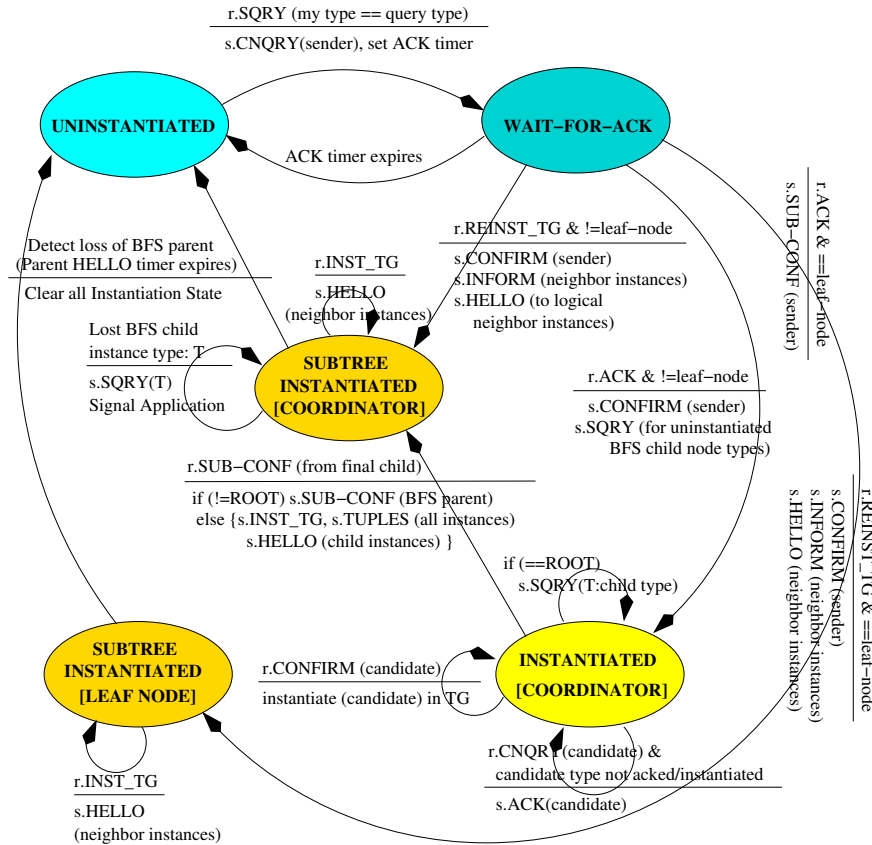 r.SQRY (my type == query type)
s.CNQRY(sender), set ACK timer
UNINSTANTIATED
WAIT−FOR−ACK
ACK timer expires
r.ACK & ==leaf−node
s.SUB-CONF (sender)
Detect loss of BFS parent
(Parent HELLO timer expires)
Clear all Instantiation State
r.INST_TG
s.HELLO
(neighbor instances)
r.REINST_TG & !=leaf−node
s.CONFIRM (sender)
s.INFORM (neighbor instances)
s.HELLO (to logical
neighbor instances)
Lost BFS child
instance type: T
s.SQRY(T)
Signal Application
SUBTREE
INSTANTIATED
[COORDINATOR]
r.ACK & !=leaf−node
s.CONFIRM (sender)
s.SQRY (for uninstantiated
BFS child node types)
r.SUB−CONF (from final child)
if (!=ROOT) s.SUB−CONF (BFS parent)
else {s.INST_TG, s.TUPLES (all instances)
s.HELLO (child instances) }
r.REINST_TG & ==leaf−node
s.CONFIRM (sender)
s.INFORM (neighbor instances)
s.HELLO (neighbor instances)
if (==ROOT)
s.SQRY(T:child type)
SUBTREE
INSTANTIATED
[LEAF NODE]
r.CONFIRM (candidate)
instantiate (candidate) in TG
INSTANTIATED
[COORDINATOR]
r.INST_TG
s.HELLO
(neighbor instances)
r.CNQRY(candidate) &
candidate type not acked/instantiated
s.ACK(candidate)